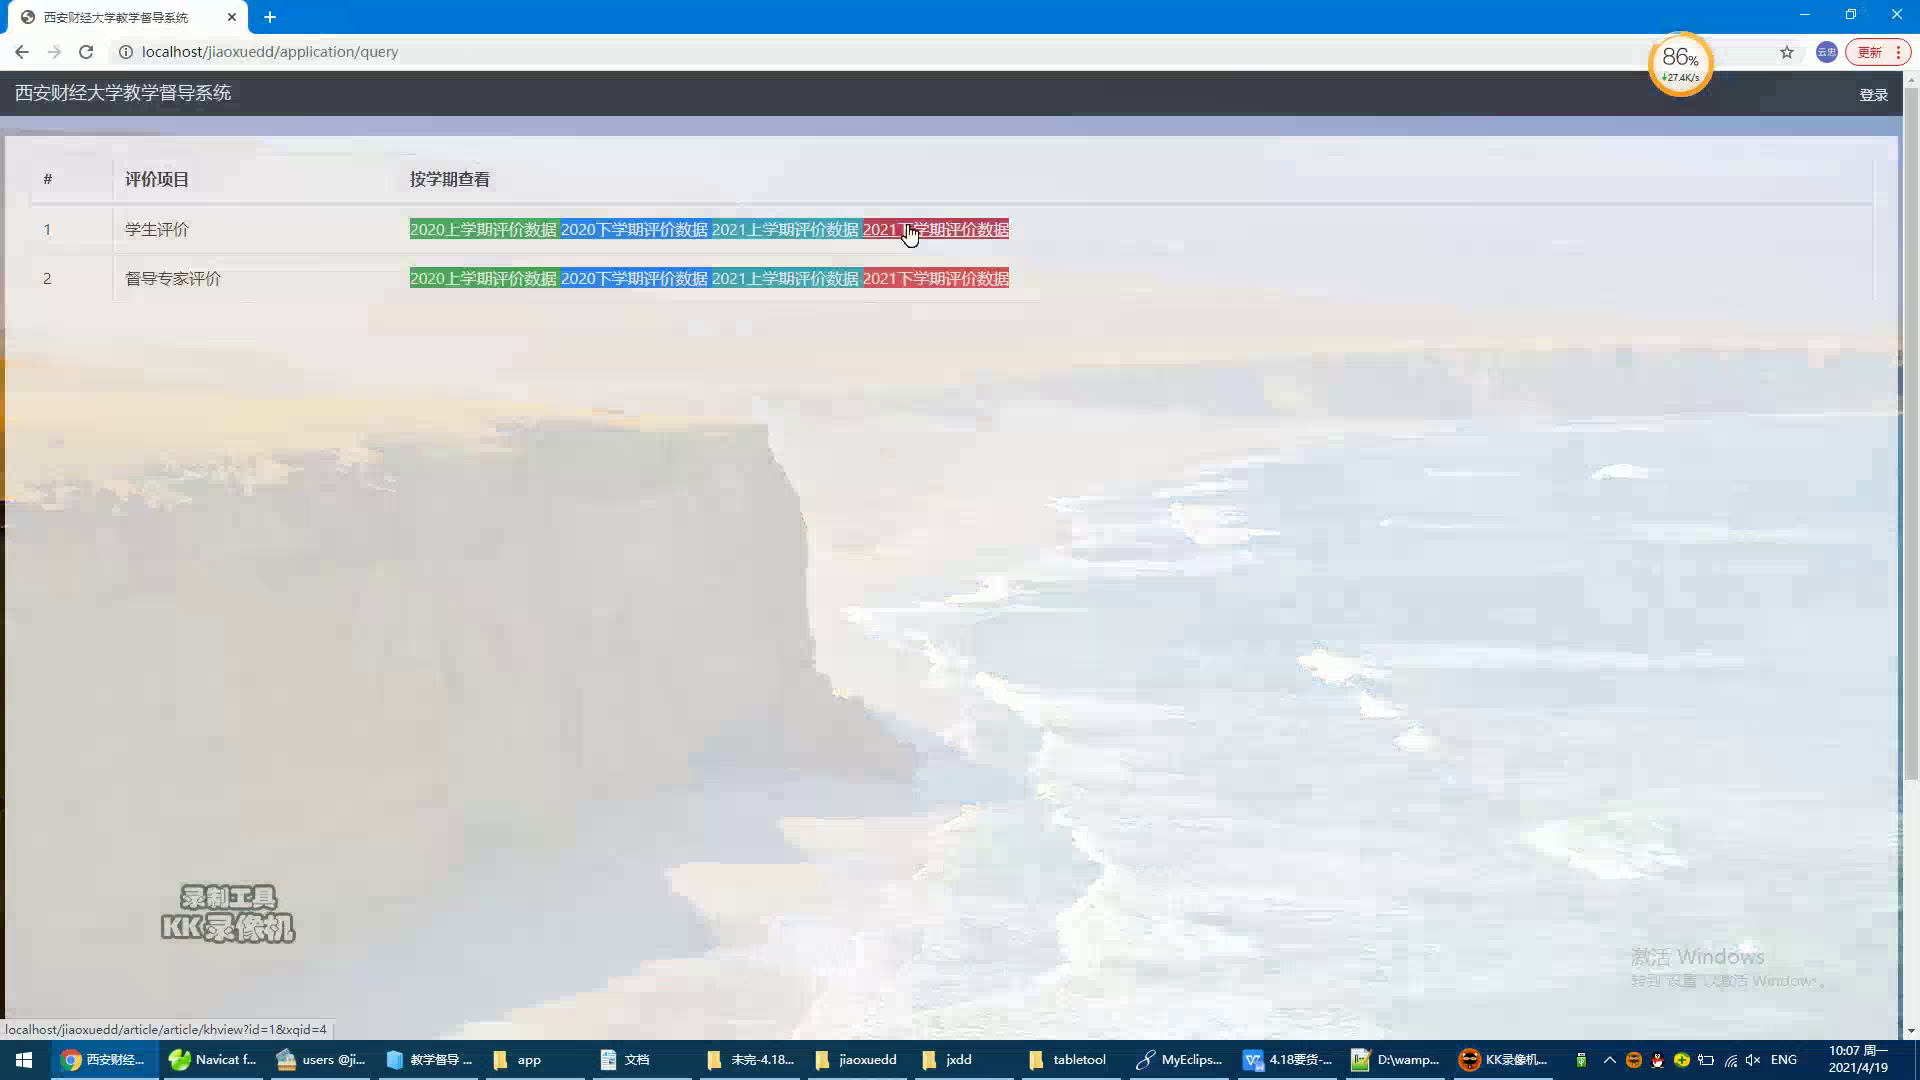 西安财经大学教学督导系统
localhost/jiaoxuedd/application/query
86%
27.4K/s
云忠
更新
西安财经大学教学督导系统
登录
# 评价项目 按学期查看
1 学生评价 2020上学期评价数据 2020下学期评价数据 2021上学期评价数据 2021下学期评价数据
2 督导专家评价 2020上学期评价数据 2020下学期评价数据 2021上学期评价数据 2021下学期评价数据
录制工具
KK录像机
激活 Windows
转到"设置"以激活 Windows。
localhost/jiaoxuedd/article/article/khview?id=1&xqid=4
西安财经... Navicat f... users @ji... 教学督导 ... app 文档 未完-4.18... jiaoxuedd jxdd tabletool MyEclips... 4.18要货-... D:\wamp... KK录像机... ENG
10:07 周一
2021/4/19